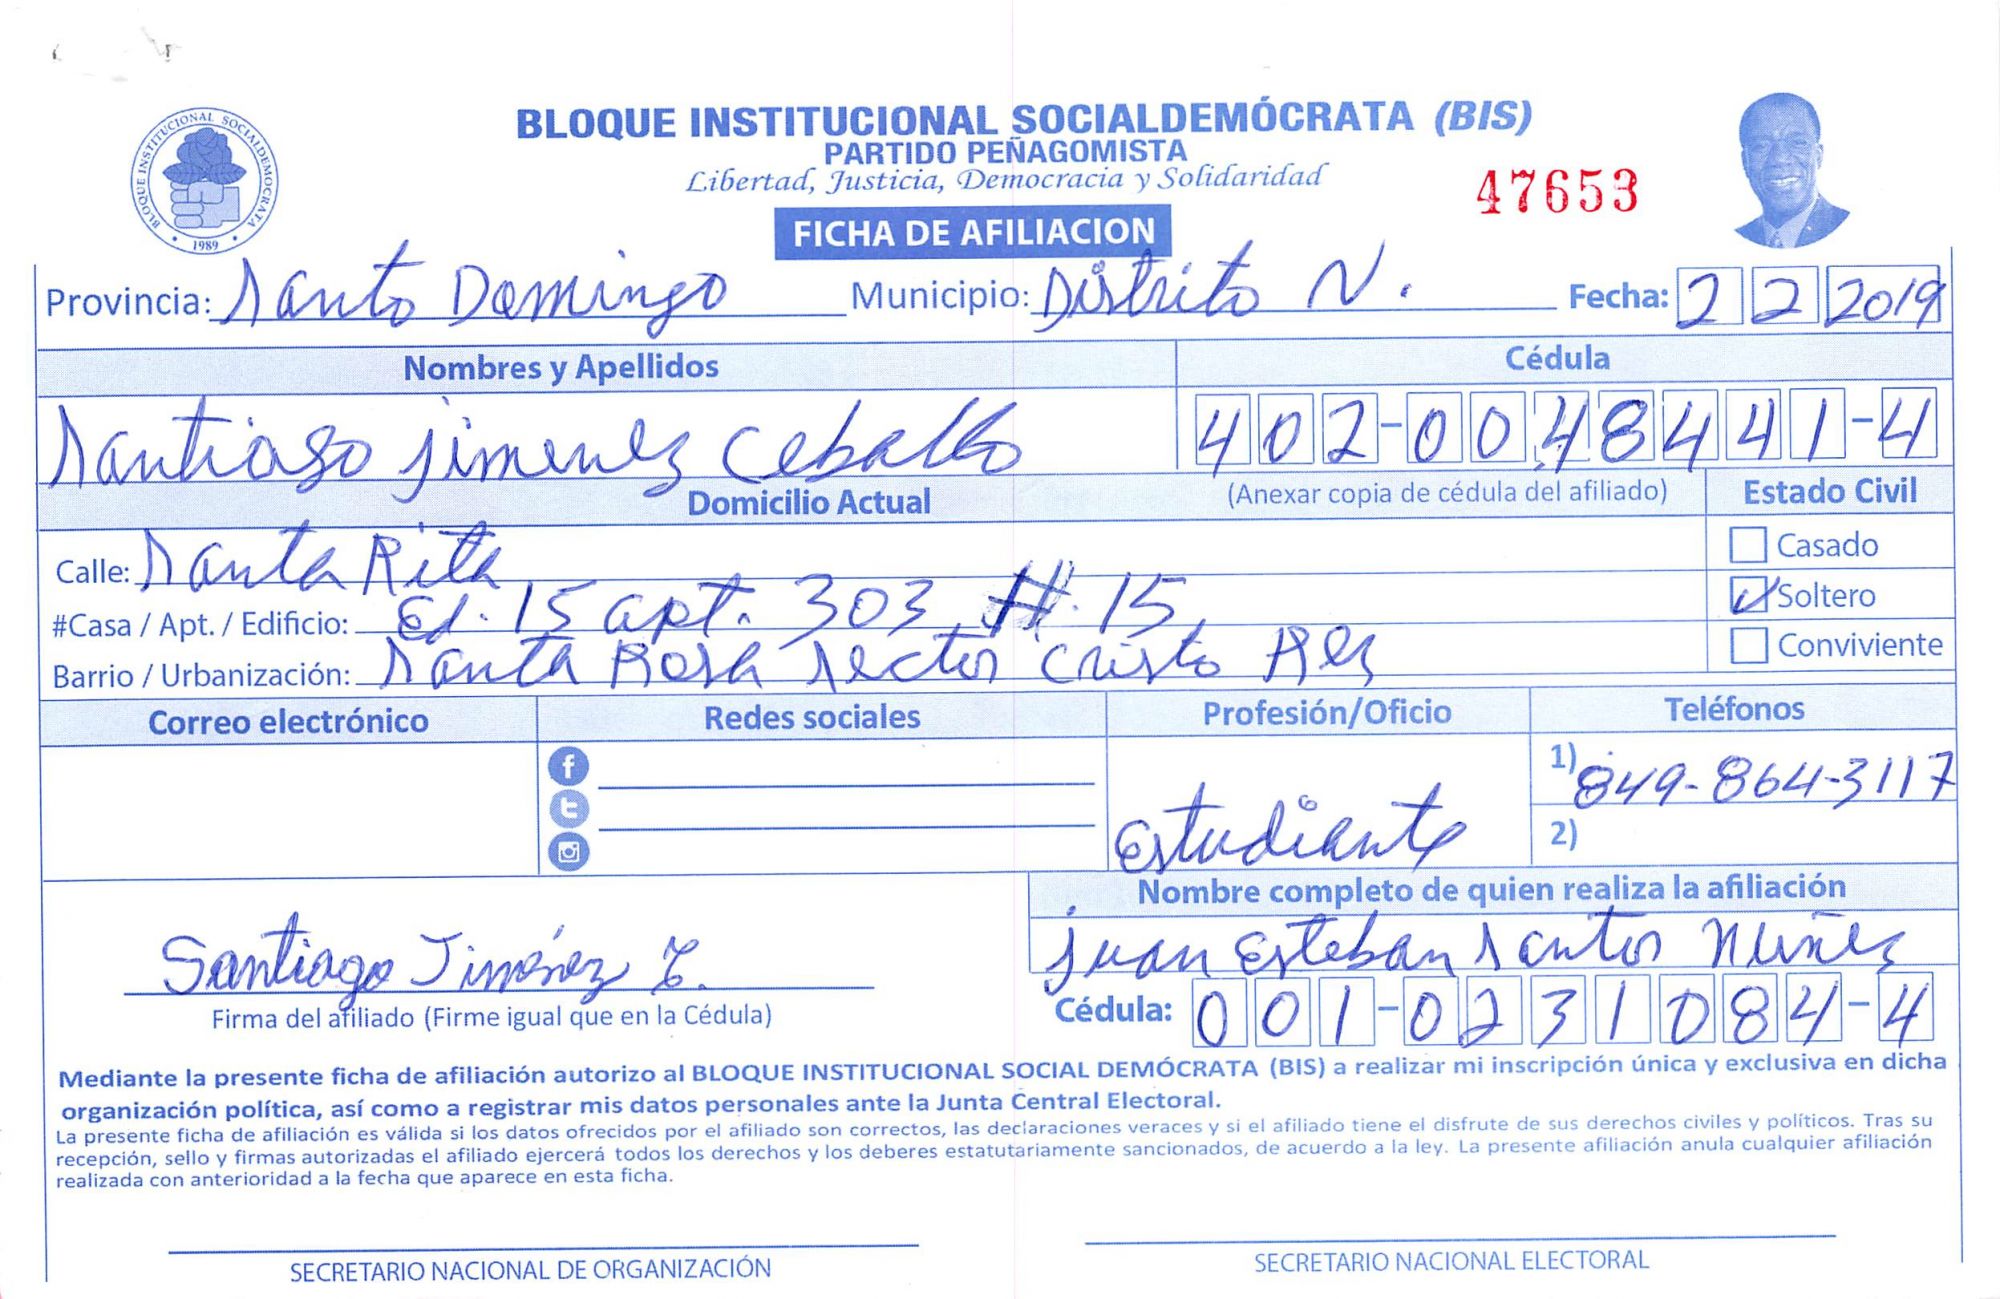 BLOQUE INSTITUCIONAL SOCIALDEMÓCRATA (BIS)
PARTIDO PEÑAGOMISTA
Libertad, Justicia, Democracia y Solidaridad
47653
BLOQUE INSTITUCIONAL SOCIALDEMOCRATA
1989
FICHA DE AFILIACION
Provincia: Santo Domingo Municipio: Distrito N. Fecha: 2 2 2019
Nombres y Apellidos Cédula
Santiago Jimenez Ceballo 402-0048441-4
Domicilio Actual (Anexar copia de cédula del afiliado) Estado Civil
Calle: Santa Rita Casado
#Casa / Apt. / Edificio: Ed. 15 apt. 303 #. 15 Soltero
Barrio / Urbanización: Santa Rosa Sector Cristo Rey Conviviente
Correo electrónico Redes sociales Profesión/Oficio Teléfonos
1) 849-864-3117
Estudiante 2)
Nombre completo de quien realiza la afiliación
Santiago Jiménez C. Juan Esteban Santos Nuñez
Firma del afiliado (Firme igual que en la Cédula) Cédula: 001-0231084-4
Mediante la presente ficha de afiliación autorizo al BLOQUE INSTITUCIONAL SOCIAL DEMÓCRATA (BIS) a realizar mi inscripción única y exclusiva en dicha
organización política, así como a registrar mis datos personales ante la Junta Central Electoral.
La presente ficha de afiliación es válida si los datos ofrecidos por el afiliado son correctos, las declaraciones veraces y si el afiliado tiene el disfrute de sus derechos civiles y políticos. Tras su
recepción, sello y firmas autorizadas el afiliado ejercerá todos los derechos y los deberes estatutariamente sancionados, de acuerdo a la ley. La presente afiliación anula cualquier afiliación
realizada con anterioridad a la fecha que aparece en esta ficha.
SECRETARIO NACIONAL DE ORGANIZACIÓN SECRETARIO NACIONAL ELECTORAL